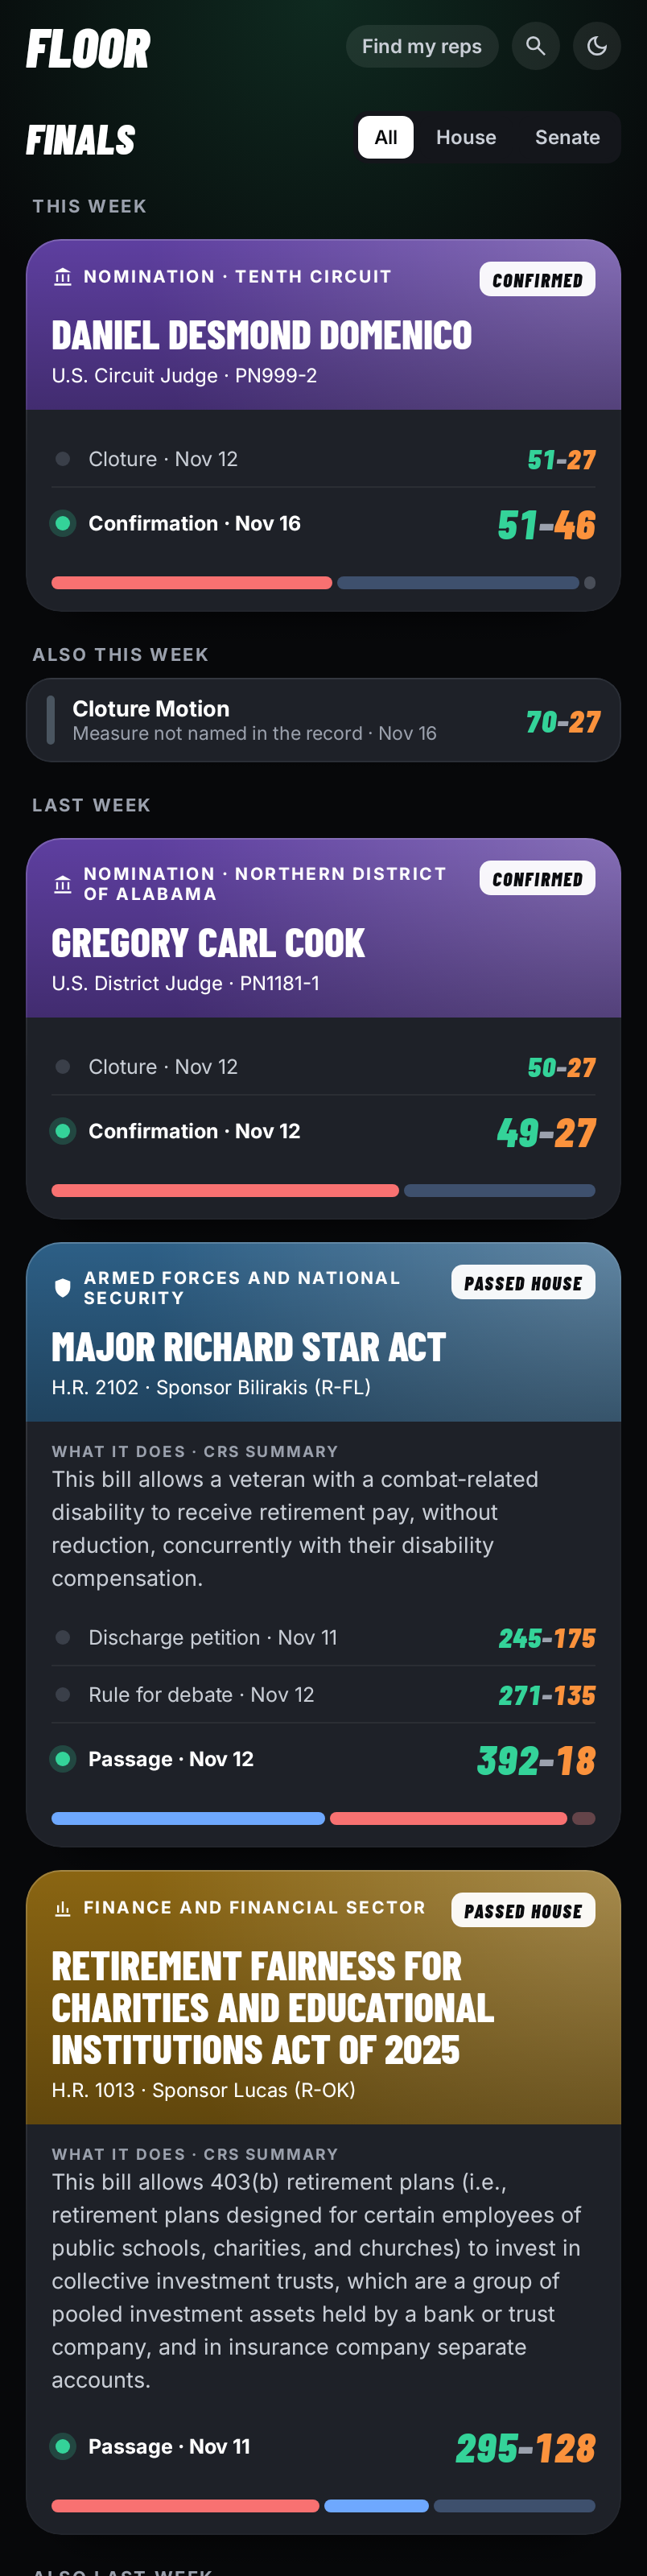 FLOOR
Find my reps
FINALS
All
House
Senate
THIS WEEK
NOMINATION · TENTH CIRCUIT
CONFIRMED
DANIEL DESMOND DOMENICO
U.S. Circuit Judge · PN999-2
Cloture · Nov 12
51-27
Confirmation · Nov 16
51-46
ALSO THIS WEEK
Cloture Motion
Measure not named in the record · Nov 16
70-27
LAST WEEK
NOMINATION · NORTHERN DISTRICT
OF ALABAMA
CONFIRMED
GREGORY CARL COOK
U.S. District Judge · PN1181-1
Cloture · Nov 12
50-27
Confirmation · Nov 12
49-27
ARMED FORCES AND NATIONAL
SECURITY
PASSED HOUSE
MAJOR RICHARD STAR ACT
H.R. 2102 · Sponsor Bilirakis (R-FL)
WHAT IT DOES · CRS SUMMARY
This bill allows a veteran with a combat-related
disability to receive retirement pay, without
reduction, concurrently with their disability
compensation.
Discharge petition · Nov 11
245-175
Rule for debate · Nov 12
271-135
Passage · Nov 12
392-18
FINANCE AND FINANCIAL SECTOR
PASSED HOUSE
RETIREMENT FAIRNESS FOR
CHARITIES AND EDUCATIONAL
INSTITUTIONS ACT OF 2025
H.R. 1013 · Sponsor Lucas (R-OK)
WHAT IT DOES · CRS SUMMARY
This bill allows 403(b) retirement plans (i.e.,
retirement plans designed for certain employees of
public schools, charities, and churches) to invest in
collective investment trusts, which are a group of
pooled investment assets held by a bank or trust
company, and in insurance company separate
accounts.
Passage · Nov 11
295-128
ALSO LAST WEEK